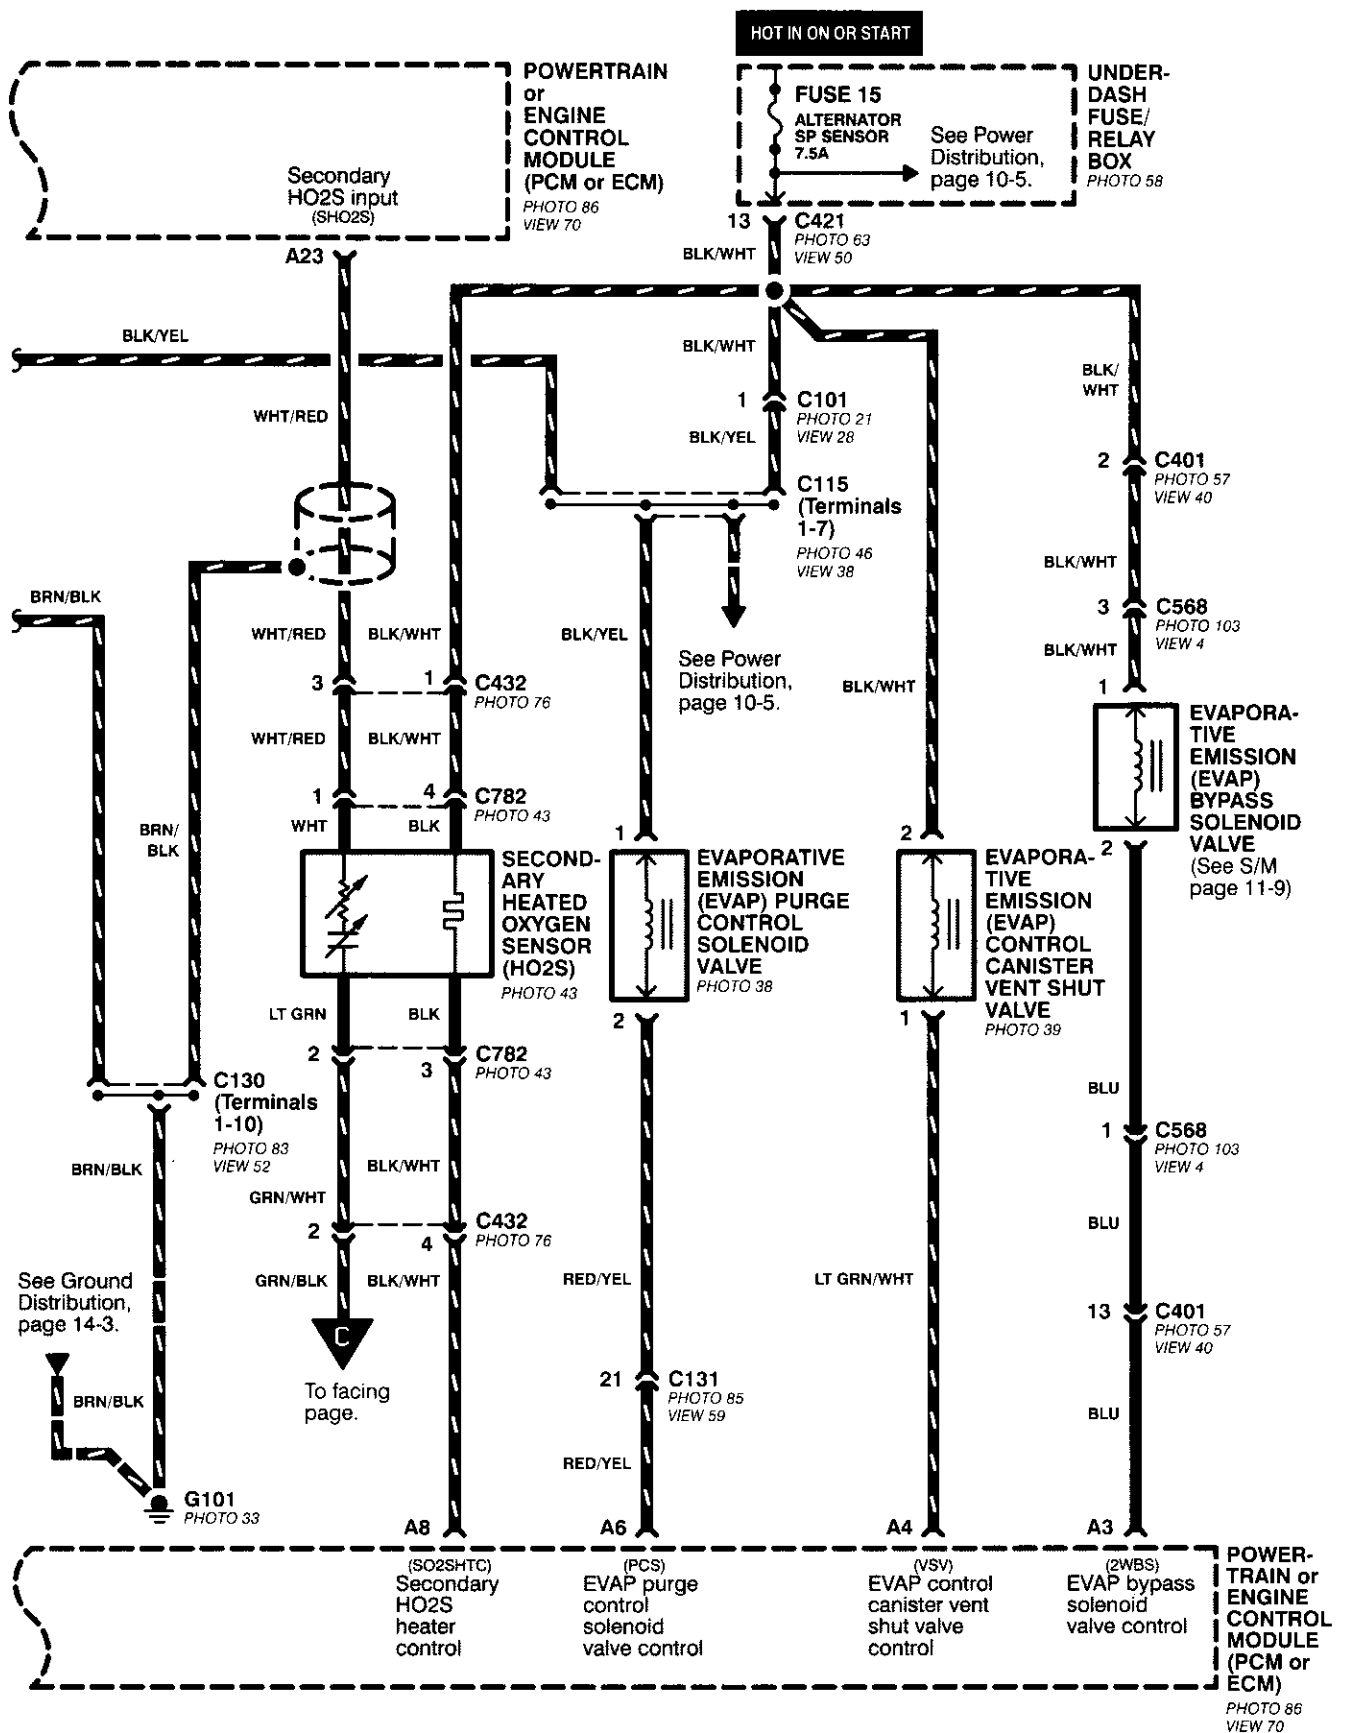 HOT IN ON OR START
POWERTRAIN
or
ENGINE
CONTROL
MODULE
(PCM or ECM)
PHOTO 86
VIEW 70
Secondary
HO2S input
(SHO2S)
A23
FUSE 15
ALTERNATOR
SP SENSOR
7.5A
See Power
Distribution,
page 10-5.
UNDER-
DASH
FUSE/
RELAY
BOX
PHOTO 58
13
C421
PHOTO 63
VIEW 50
BLK/WHT
BLK/YEL
BLK/WHT
BLK/
WHT
1
C101
PHOTO 21
VIEW 28
WHT/RED
BLK/YEL
2
C401
PHOTO 57
VIEW 40
C115
(Terminals
1-7)
PHOTO 46
VIEW 38
BLK/WHT
BRN/BLK
3
C568
PHOTO 103
VIEW 4
WHT/RED
BLK/WHT
BLK/YEL
BLK/WHT
See Power
Distribution,
page 10-5.
3
1
C432
PHOTO 76
BLK/WHT
1
WHT/RED
BLK/WHT
EVAPORA-
TIVE
EMISSION
(EVAP)
BYPASS
SOLENOID
VALVE
(See S/M
page 11-9)
1
4
C782
PHOTO 43
WHT
BLK
BRN/
BLK
1
2
2
SECOND-
ARY
HEATED
OXYGEN
SENSOR
(HO2S)
PHOTO 43
EVAPORATIVE
EMISSION
(EVAP) PURGE
CONTROL
SOLENOID
VALVE
PHOTO 38
EVAPORA-
TIVE
EMISSION
(EVAP)
CONTROL
CANISTER
VENT SHUT
VALVE
PHOTO 39
LT GRN
BLK
2
1
2
3
C782
PHOTO 43
C130
(Terminals
1-10)
PHOTO 83
VIEW 52
BLU
1
C568
PHOTO 103
VIEW 4
BRN/BLK
BLK/WHT
GRN/WHT
2
4
C432
PHOTO 76
BLU
See Ground
Distribution,
page 14-3.
GRN/BLK
BLK/WHT
RED/YEL
LT GRN/WHT
13
C401
PHOTO 57
VIEW 40
C
To facing
page.
21
C131
PHOTO 85
VIEW 59
BRN/BLK
BLU
RED/YEL
G101
PHOTO 33
A8
A6
A4
A3
(SO2SHTC)
Secondary
HO2S
heater
control
(PCS)
EVAP purge
control
solenoid
valve control
(VSV)
EVAP control
canister vent
shut valve
control
(2WBS)
EVAP bypass
solenoid
valve control
POWER-
TRAIN or
ENGINE
CONTROL
MODULE
(PCM or
ECM)
PHOTO 86
VIEW 70